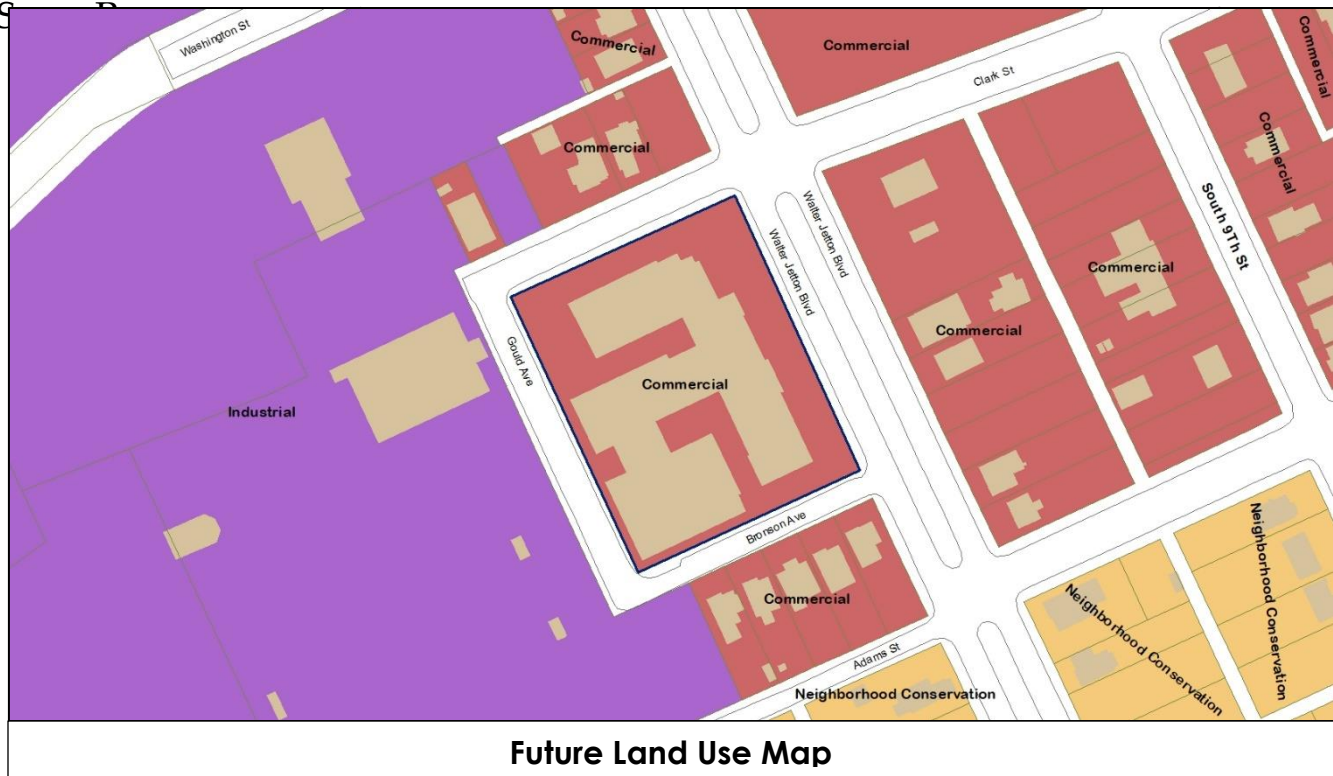 Washington St
Commercial
Commercial
Commercial
Clark St
Commercial
Commercial
South 9Th St
Walter Jetton Blvd
Walter Jetton Blvd
Commercial
Commercial
Gould Ave
Commercial
Industrial
Bronson Ave
Commercial
Adams St
Neighborhood Conservation
Neighborhood Conservation
Neighborhood Conservation
Future Land Use Map